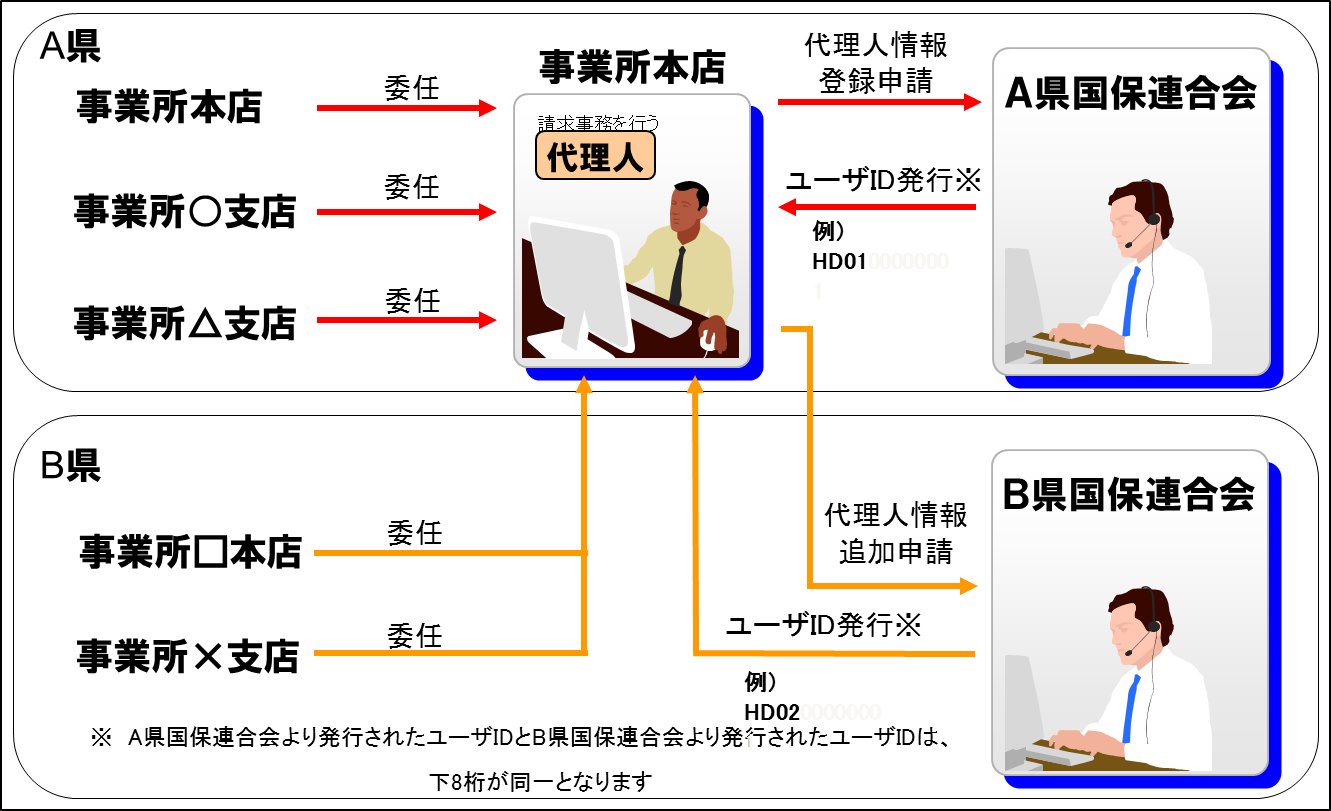 A県
事業所本店
委任
事業所○支店
委任
事業所△支店
委任
事業所本店
請求事務を行う
代理人
代理人情報
登録申請
ユーザID発行※
例)
HD010000000
A県国保連合会
B県
事業所□本店
委任
事業所×支店
委任
代理人情報
追加申請
ユーザID発行※
例)
HD020000000
B県国保連合会
※ A県国保連合会より発行されたユーザIDとB県国保連合会より発行されたユーザIDは、
下8桁が同一となります